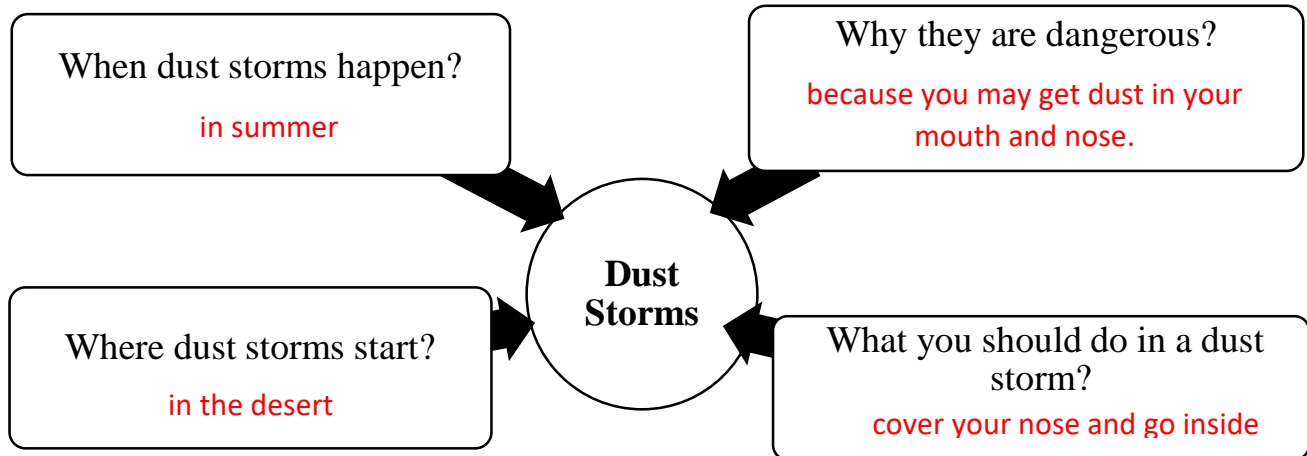 When dust storms happen?
in summer
Why they are dangerous?
because you may get dust in your
mouth and nose.
Dust
Storms
Where dust storms start?
in the desert
What you should do in a dust
storm?
cover your nose and go inside